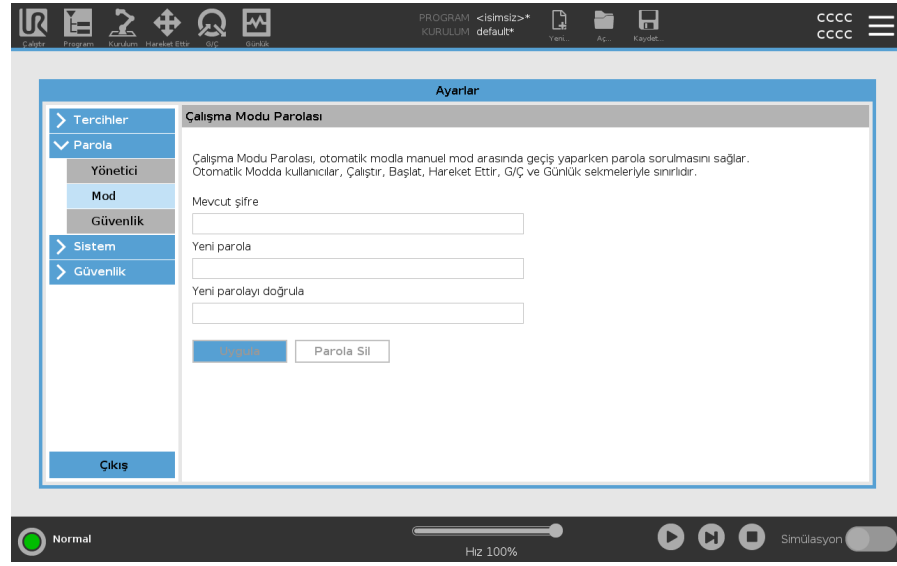 PROGRAM <isimsiz>*
KURULUM default*
Çalıştır Program Kurulum Hareket Ettir G/Ç Günlük Yeni... Aç... Kaydet...
cccc
cccc
Ayarlar
Tercihler
Parola
Yönetici
Mod
Güvenlik
Sistem
Güvenlik
Çıkış
Çalışma Modu Parolası
Çalışma Modu Parolası, otomatik modla manuel mod arasında geçiş yaparken parola sorulmasını sağlar.
Otomatik Modda kullanıcılar, Çalıştır, Başlat, Hareket Ettir, G/Ç ve Günlük sekmeleriyle sınırlıdır.
Mevcut şifre
Yeni parola
Yeni parolayı doğrula
Uygula Parola Sil
Normal
Hız 100%
Simülasyon